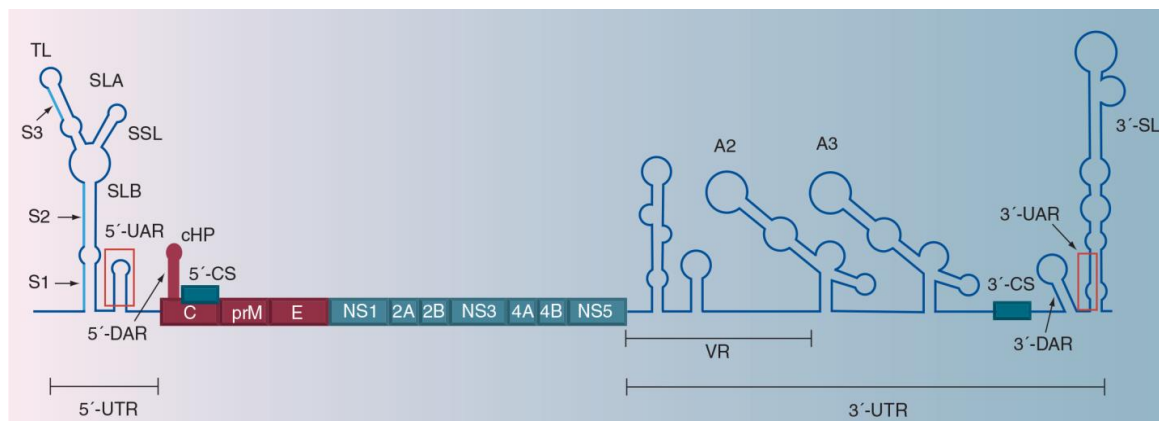 TL
SLA
S3
SSL
SLB
S2
5´-UAR
cHP
5´-CS
S1
5´-DAR
C prM E NS1 2A 2B NS3 4A 4B NS5
A2
A3
3´-SL
3´-UAR
3´-CS
3´-DAR
VR
5´-UTR
3´-UTR